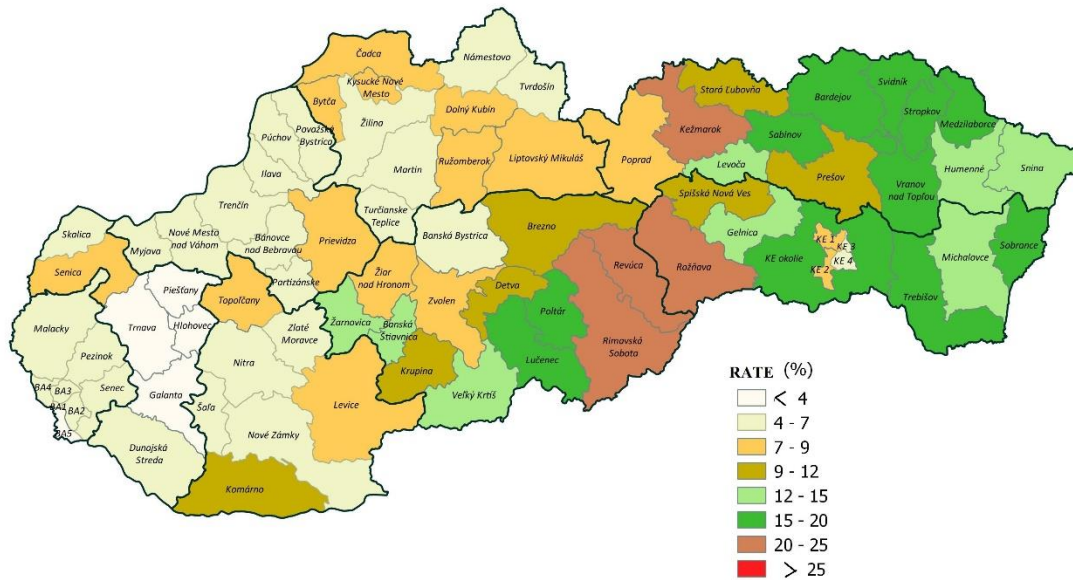 Čadca
Kysucké Nové
Mesto
Bytča
Námestovo
Tvrdošín
Dolný Kubín
Žilina
Púchov
Považská
Bystrica
Ilava
Martin
Ružomberok
Liptovský Mikuláš
Poprad
Kežmarok
Stará Ľubovňa
Bardejov
Svidník
Stropkov
Medzilaborce
Sabinov
Levoča
Prešov
Humenné
Snina
Vranov
nad Topľou
Spišská Nová Ves
Gelnica
Trenčín
Turčianske
Teplice
Banská Bystrica
Brezno
Skalica
Myjava
Nové Mesto
nad Váhom
Bánovce
nad Bebravou
Prievidza
Partizánske
Žiar
nad Hronom
Senica
Piešťany
Topoľčany
Trnava
Hlohovec
Zvolen
Detva
Revúca
Rožňava
KE okolie
KE 1
KE 3
KE 4
KE 2
Michalovce
Sobrance
Trebišov
Malacky
Zlaté
Moravce
Žarnovica
Banská
Štiavnica
Poltár
Rimavská
Sobota
Lučenec
Krupina
Veľký Krtíš
Pezinok
Senec
Nitra
Galanta
Šaľa
Levice
BA4
BA3
BA1
BA2
BA5
Dunajská
Streda
Nové Zámky
Komárno
RATE (%)
< 4
4 - 7
7 - 9
9 - 12
12 - 15
15 - 20
20 - 25
> 25